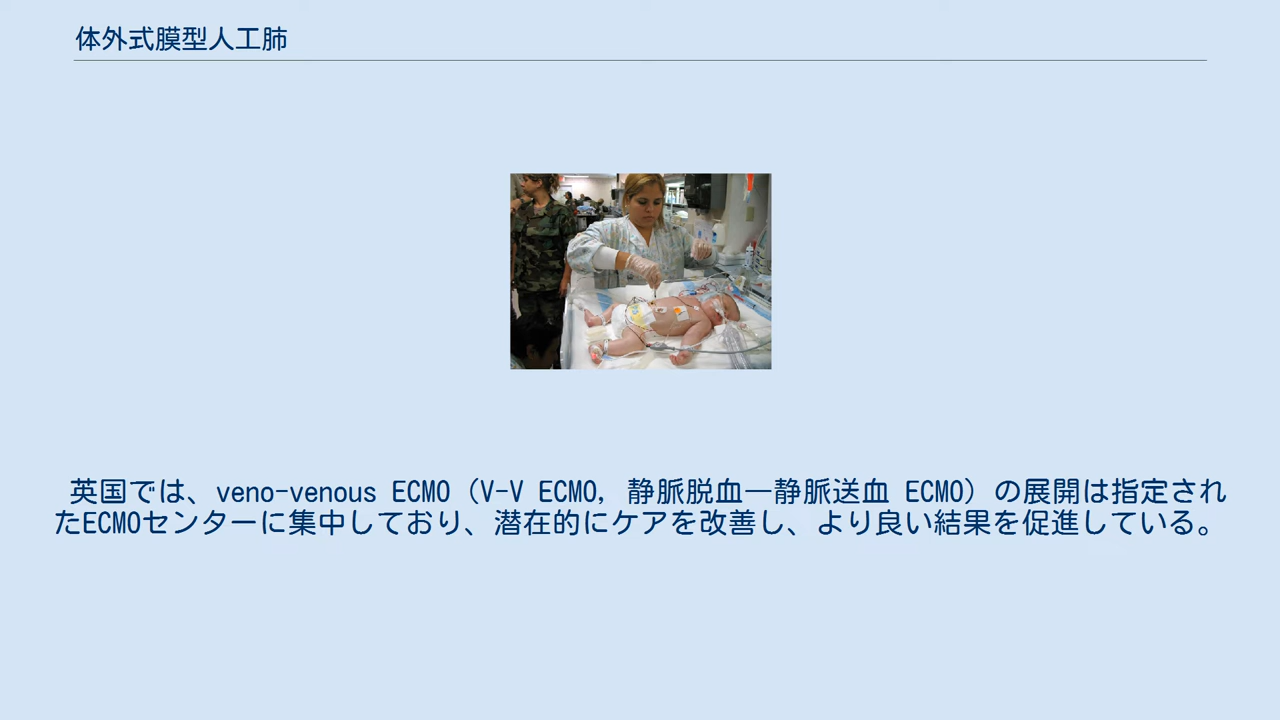 体外式膜型人工肺
英国では、veno-venous ECMO（V-V ECMO, 静脈脱血―静脈送血 ECMO）の展開は指定され
たECMOセンターに集中しており、潜在的にケアを改善し、より良い結果を促進している。